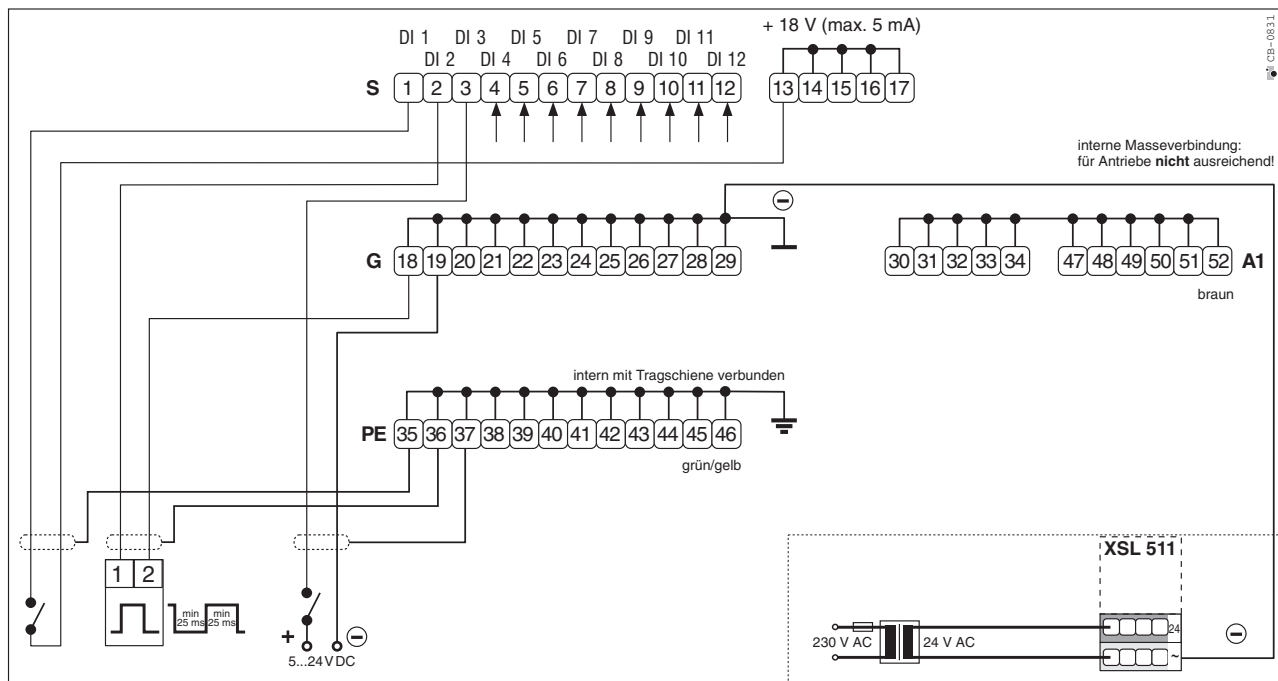 CB-0831
+ 18 V (max. 5 mA)
DI 1 DI 3 DI 5 DI 7 DI 9 DI 11
DI 2 DI 4 DI 6 DI 8 DI 10 DI 12
S 1 2 3 4 5 6 7 8 9 10 11 12 13 14 15 16 17
interne Masseverbindung:
für Antriebe nicht ausreichend!
G 18 19 20 21 22 23 24 25 26 27 28 29 30 31 32 33 34 47 48 49 50 51 52 A1
braun
intern mit Tragschiene verbunden
PE 35 36 37 38 39 40 41 42 43 44 45 46
grün/gelb
XSL 511
1 2
min
25 ms
min
25 ms
+ −
5...24 V DC
230 V AC
24 V AC
24
~
−